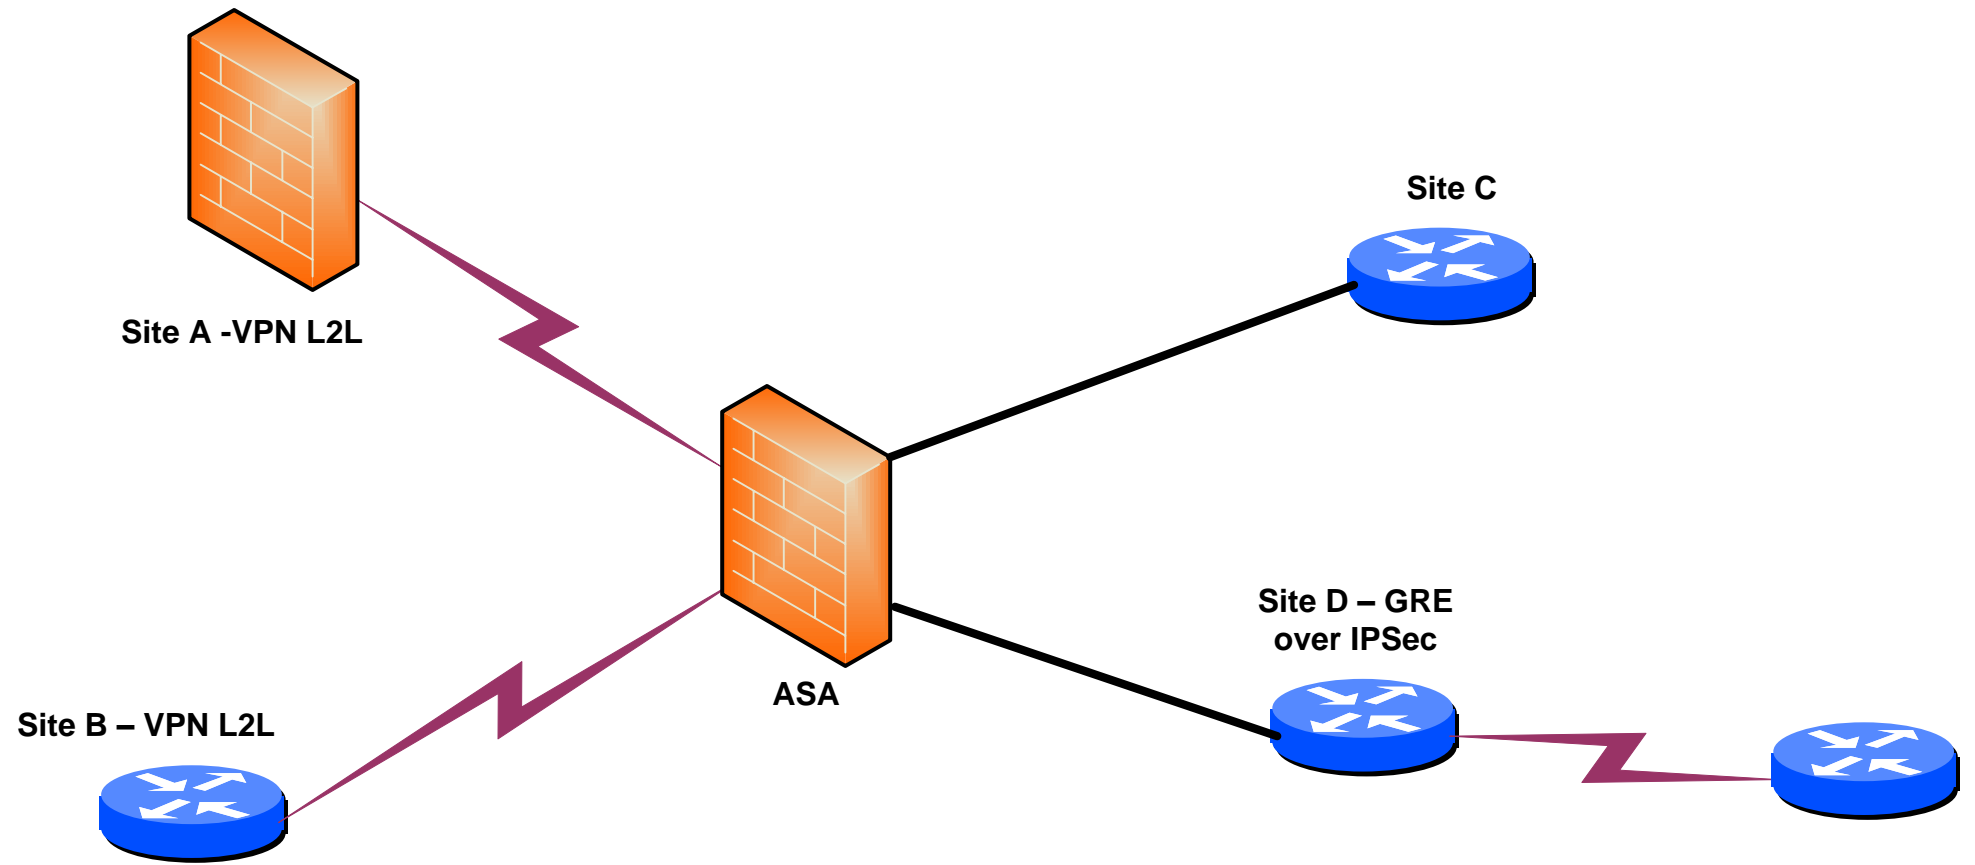 Site C
Site A -VPN L2L
Site D – GRE
over IPSec
ASA
Site B – VPN L2L